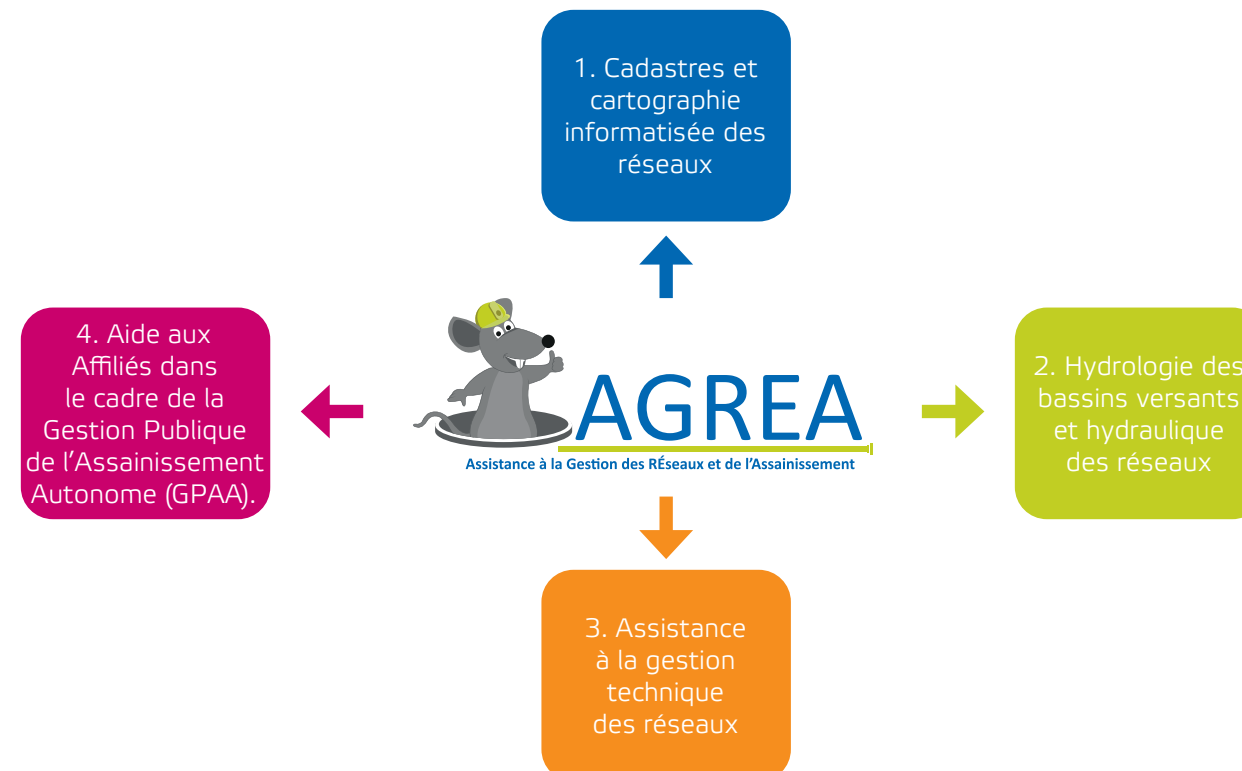 1. Cadastres et
cartographie
informatisée des
réseaux
4. Aide aux
Affiliés dans
le cadre de la
Gestion Publique
de l’Assainissement
Autonome (GPAA).
AGREA
Assistance à la Gestion des RÉseaux et de l’Assainissement
2. Hydrologie des
bassins versants
et hydraulique
des réseaux
3. Assistance
à la gestion
technique
des réseaux